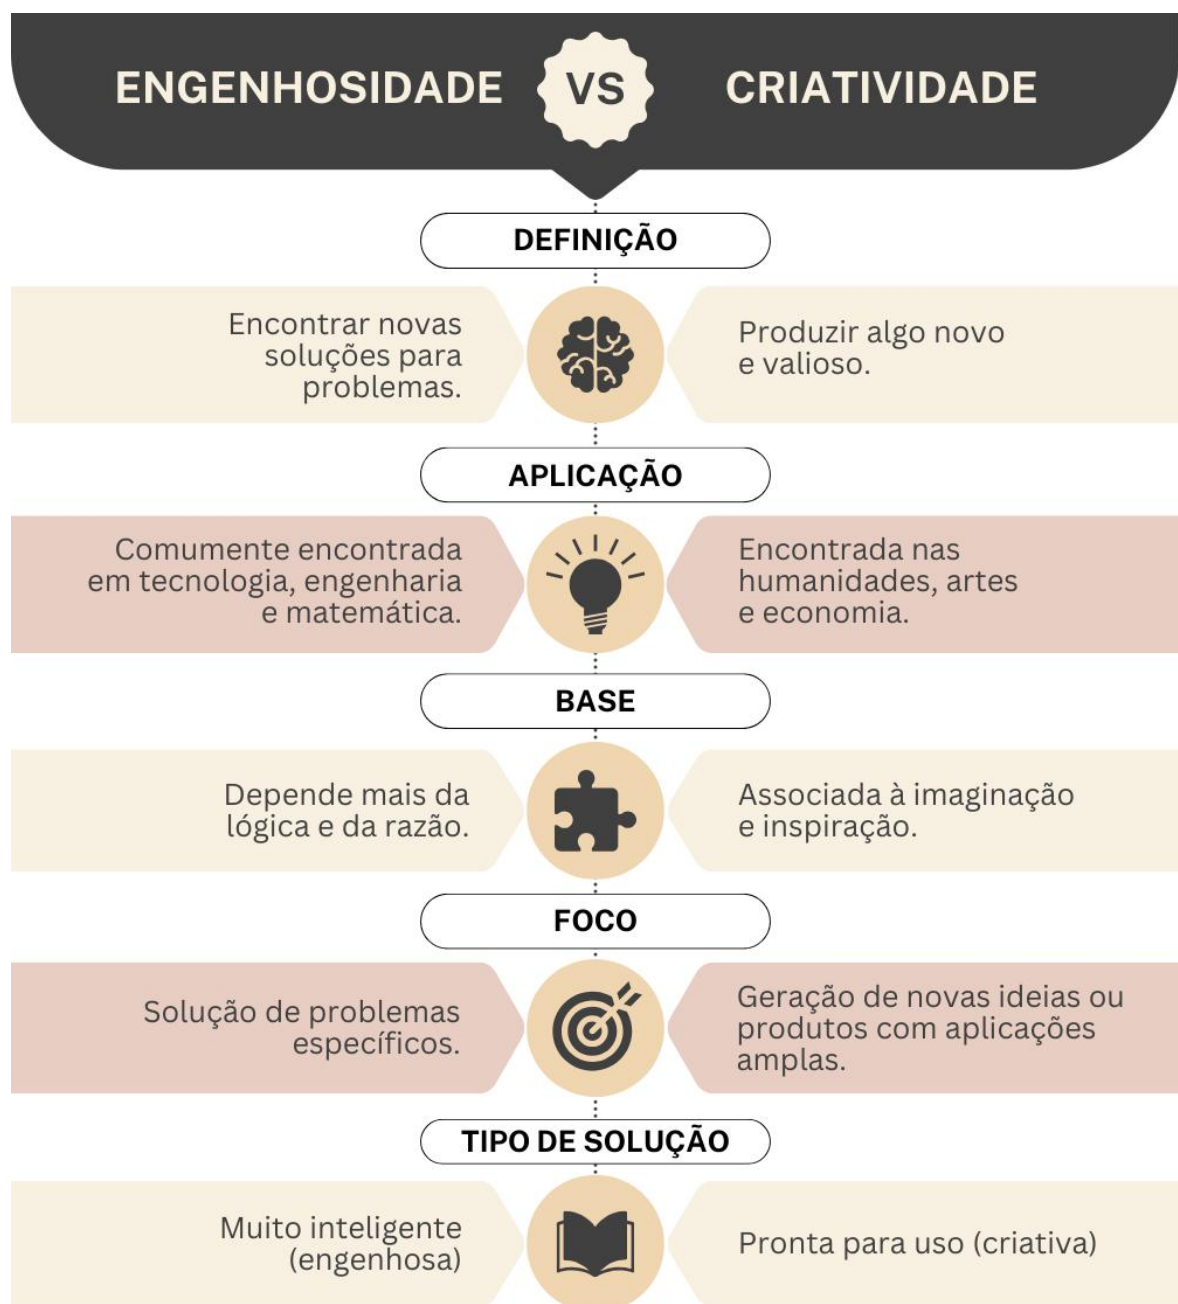 ENGENHOSIDADE VS CRIATIVIDADE
DEFINIÇÃO
Encontrar novas
soluções para
problemas.
Produzir algo novo
e valioso.
APLICAÇÃO
Comumente encontrada
em tecnologia, engenharia
e matemática.
Encontrada nas
humanidades, artes
e economia.
BASE
Depende mais da
lógica e da razão.
Associada à imaginação
e inspiração.
FOCO
Solução de problemas
específicos.
Geração de novas ideias ou
produtos com aplicações
amplas.
TIPO DE SOLUÇÃO
Muito inteligente
(engenhosa)
Pronta para uso (criativa)